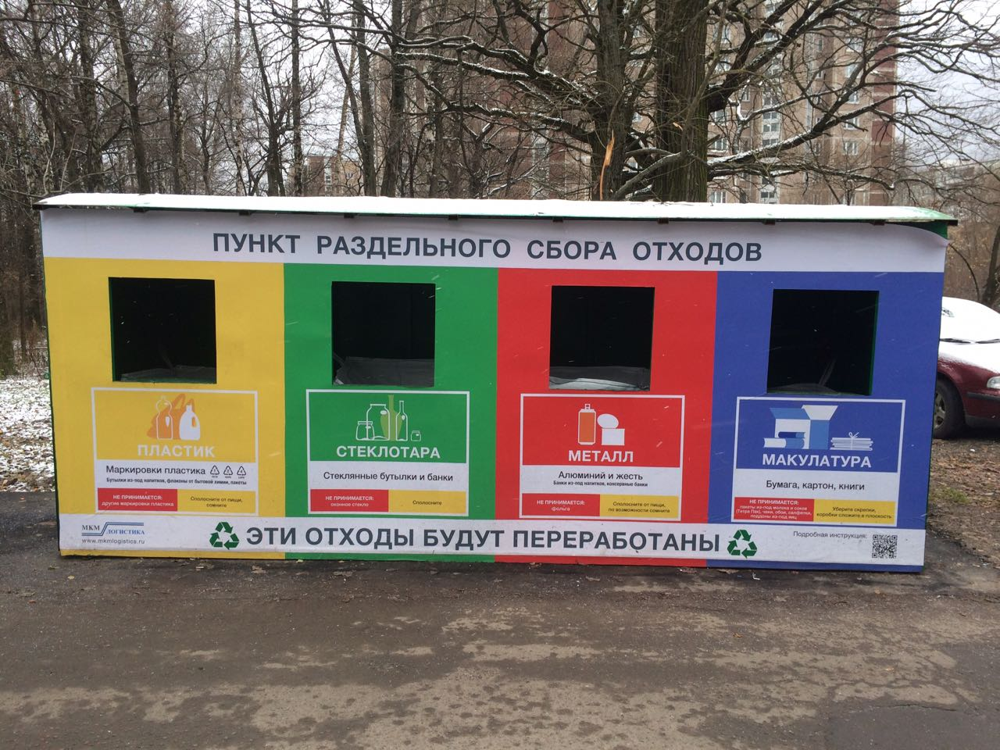 ПУНКТ РАЗДЕЛЬНОГО СБОРА ОТХОДОВ
ПЛАСТИК
Маркировки пластика
Бутылки из-под напитков, флаконы от бытовой химии, пакеты
НЕ ПРИНИМАЕТСЯ:
другие маркировки пластика
Сполосните от пищи,
сомните
СТЕКЛОТАРА
Стеклянные бутылки и банки
НЕ ПРИНИМАЕТСЯ:
оконное стекло
Сполосните
МЕТАЛЛ
Алюминий и жесть
Банки из-под напитков, консервные банки
НЕ ПРИНИМАЕТСЯ:
фольга
Сполосните от пищи,
по возможности сомните
МАКУЛАТУРА
Бумага, картон, книги
НЕ ПРИНИМАЕТСЯ:
пакеты из-под молока и соков
(Тетра Пак), чеки, обои, салфетки,
поддоны из-под яиц
Уберите скрепки,
коробки сложите в плоскость
МКМ ЛОГИСТИКА
www.mkmlogistics.ru
ЭТИ ОТХОДЫ БУДУТ ПЕРЕРАБОТАНЫ
Подробная инструкция: